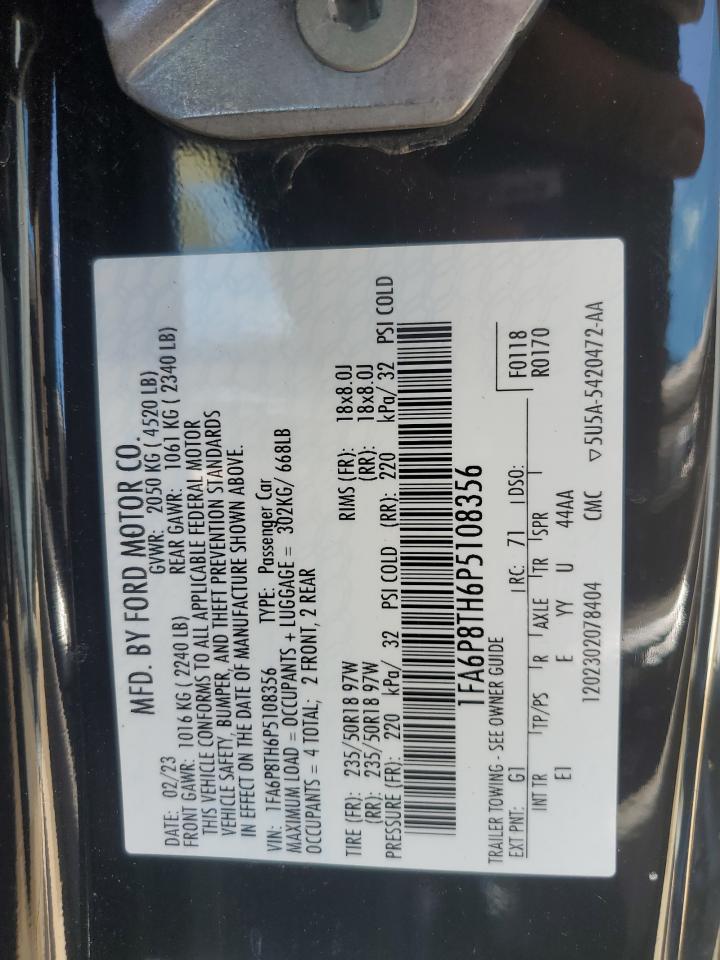 MFD. BY FORD MOTOR CO.
DATE: 02/23 GVWR: 2050 KG ( 4520 LB)
FRONT GAWR: 1016 KG ( 2240 LB) REAR GAWR: 1061 KG ( 2340 LB)
THIS VEHICLE CONFORMS TO ALL APPLICABLE FEDERAL MOTOR
VEHICLE SAFETY, BUMPER, AND THEFT PREVENTION STANDARDS
IN EFFECT ON THE DATE OF MANUFACTURE SHOWN ABOVE.
VIN: 1FA6P8TH6P5108356 TYPE: Passenger Car
MAXIMUM LOAD = OCCUPANTS + LUGGAGE = 302KG/ 668LB
OCCUPANTS = 4 TOTAL; 2 FRONT, 2 REAR
TIRE (FR): 235/50R18 97W RIMS (FR): 18x8.0J
(RR): 235/50R18 97W (RR): 18x8.0J
PRESSURE (FR): 220 kPa/ 32 PSI COLD (RR): 220 kPa/ 32 PSI COLD
1FA6P8TH6P5108356
TRAILER TOWING - SEE OWNER GUIDE
EXT PNT: G1 RC: 71 DSO: F0118
R0170
INT TR TP/PS R AXLE TR SPR
E1 E YY U 44AA
1202302078404 CMC ▽5U5A-5420472-AA